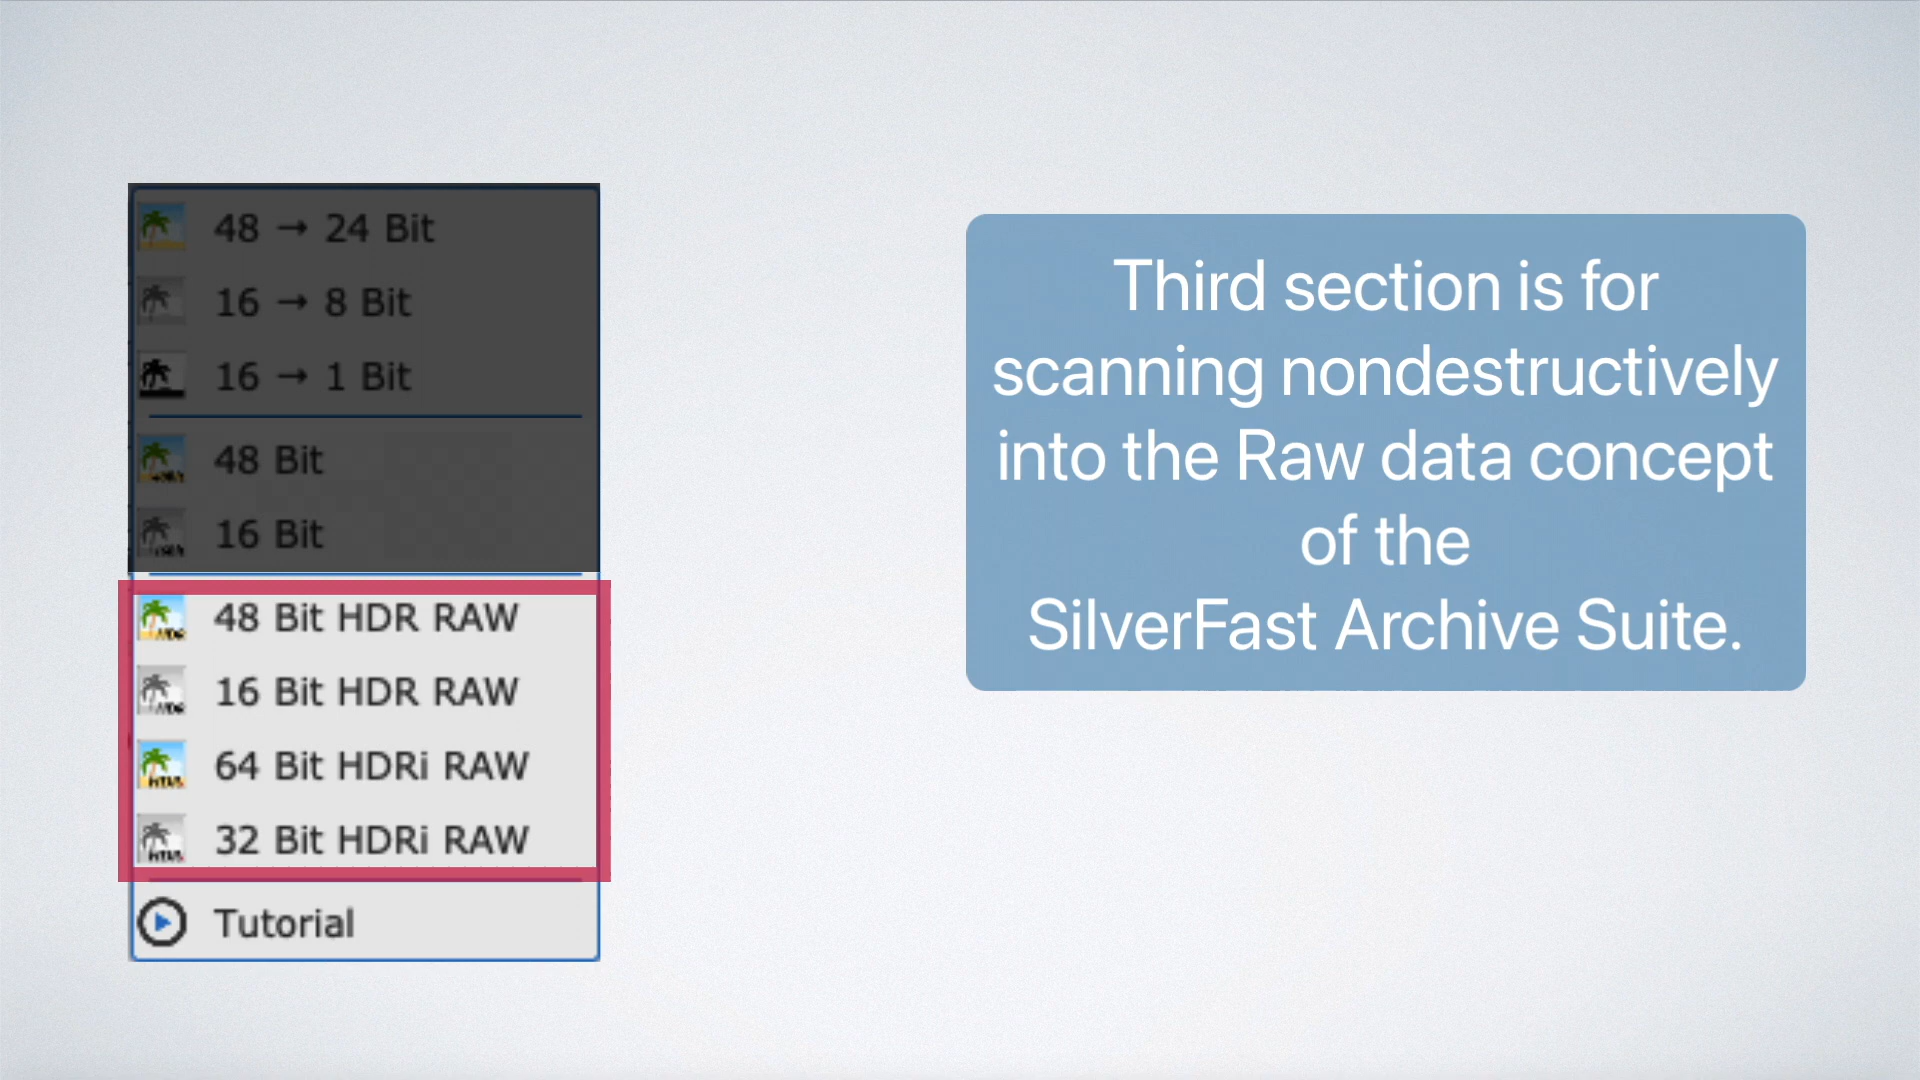 48 → 24 Bit
16 → 8 Bit
16 → 1 Bit
48 Bit
16 Bit
48 Bit HDR RAW
16 Bit HDR RAW
64 Bit HDRi RAW
32 Bit HDRi RAW
Tutorial
Third section is for
scanning nondestructively
into the Raw data concept
of the
SilverFast Archive Suite.